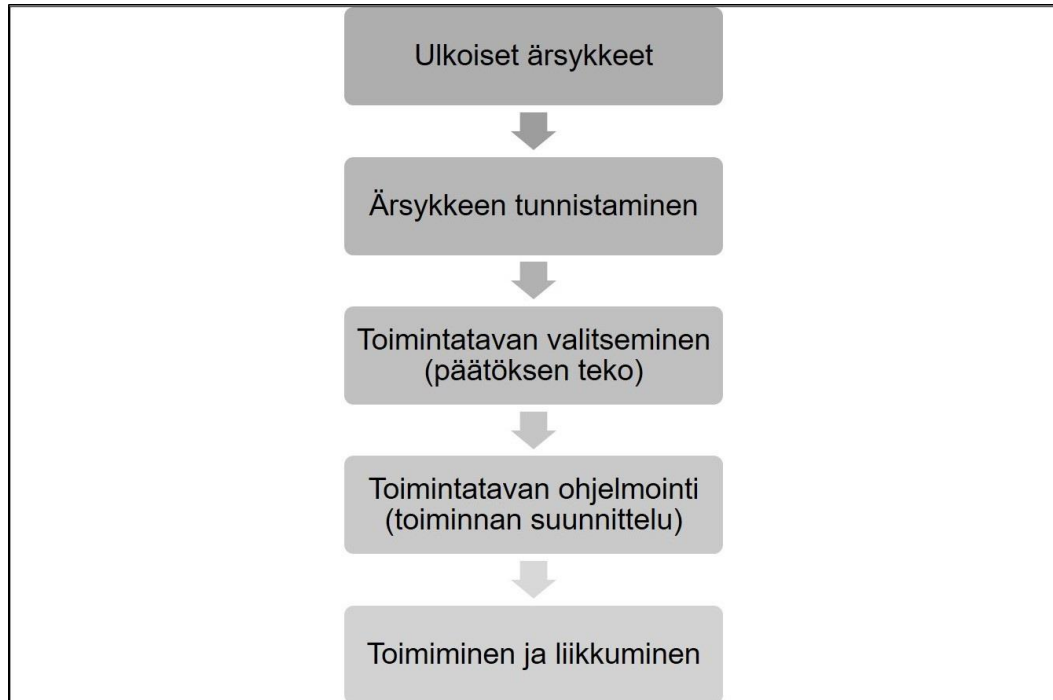 Ulkoiset ärsykkeet
Ärsykkeen tunnistaminen
Toimintatavan valitseminen
(päätöksen teko)
Toimintatavan ohjelmointi
(toiminnan suunnittelu)
Toimiminen ja liikkuminen